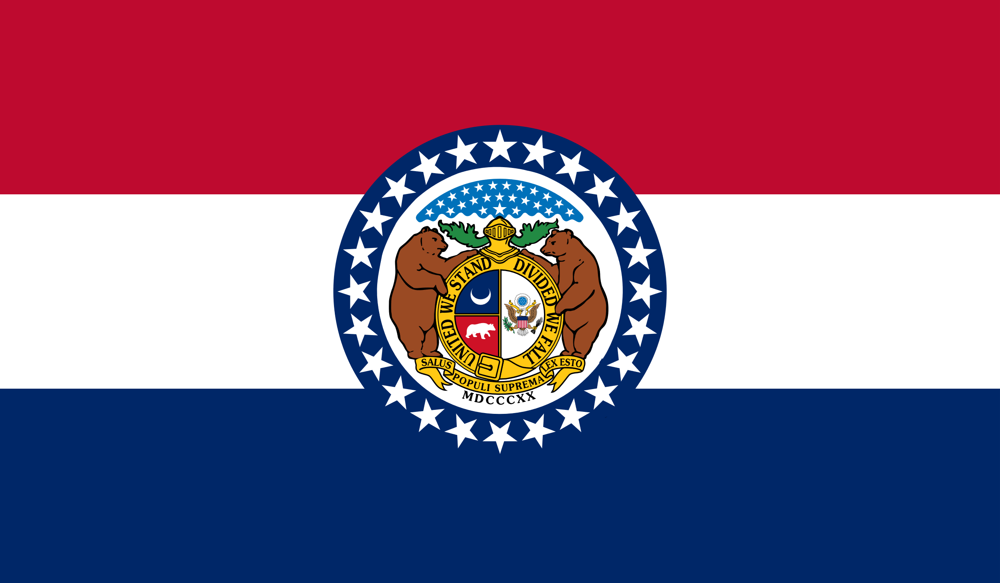 UNITED WE STAND DIVIDED WE FALL
SALUS POPULI SUPREMA LEX ESTO
MDCCCXX